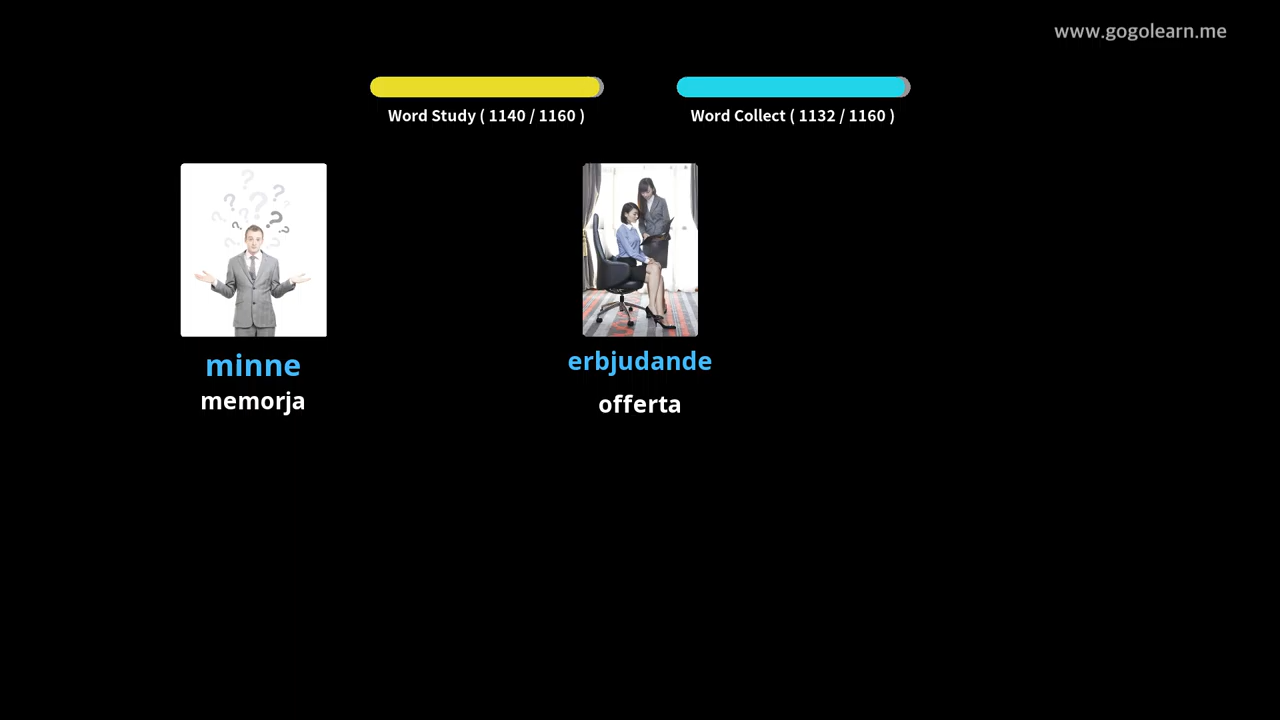 www.gogolearn.me
Word Study ( 1140 / 1160 )
Word Collect ( 1132 / 1160 )
minne
memorja
erbjudande
offerta